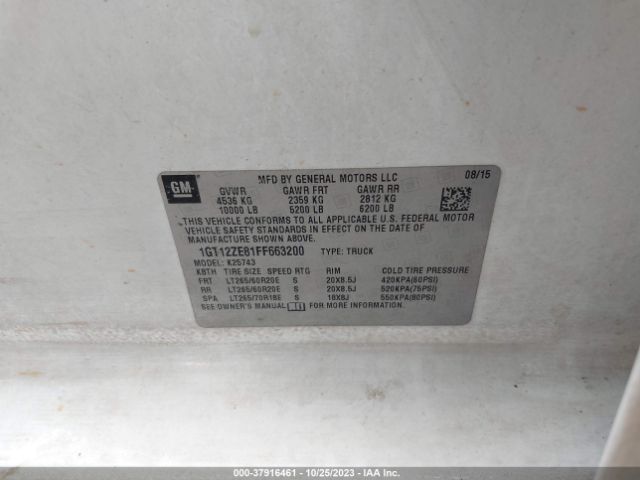 GM
MFD BY GENERAL MOTORS LLC 08/15
GVWR GAWR FRT GAWR RR
4536 KG 2359 KG 2812 KG
10000 LB 5200 LB 6200 LB
THIS VEHICLE CONFORMS TO ALL APPLICABLE U.S. FEDERAL MOTOR
VEHICLE SAFETY STANDARDS IN EFFECT ON THE DATE OF
MANUFACTURE SHOWN ABOVE.
1GT12ZE81FF663200 TYPE: TRUCK
MODEL: K25743
KBTH TIRE SIZE SPEED RTG RIM COLD TIRE PRESSURE
FRT LT265/60R20E S 20X8.5J 420KPA(60PSI)
RR LT265/60R20E S 20X8.5J 520KPA(75PSI)
SPA LT265/70R18E S 18X8J 550KPA(80PSI)
SEE OWNER'S MANUAL
000-37916461 - 10/25/2023 - IAA Inc.